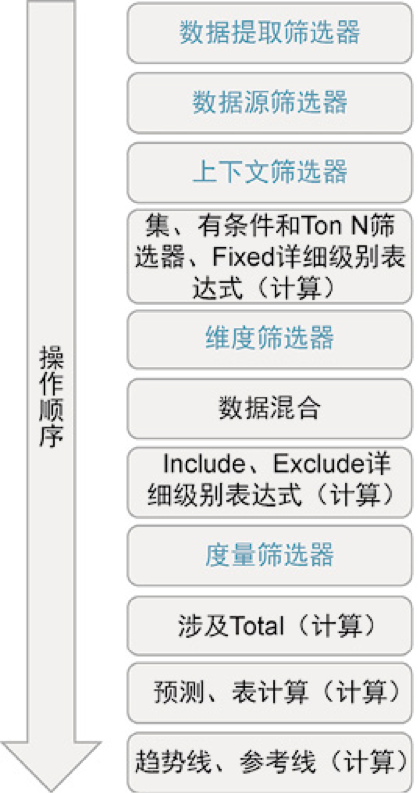 数据提取筛选器
数据源筛选器
上下文筛选器
集、有条件和Ton N筛
选器、Fixed详细级别表
达式（计算）
维度筛选器
操作顺序
数据混合
Include、Exclude详
细级别表达式（计算）
度量筛选器
涉及Total（计算）
预测、表计算（计算）
趋势线、参考线（计算）